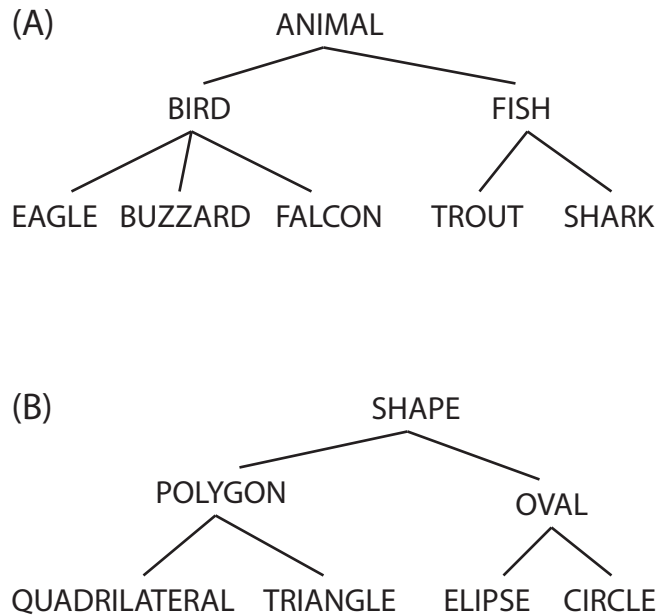 (A) ANIMAL
BIRD FISH
EAGLE BUZZARD FALCON TROUT SHARK
(B) SHAPE
POLYGON OVAL
QUADRILATERAL TRIANGLE ELIPSE CIRCLE